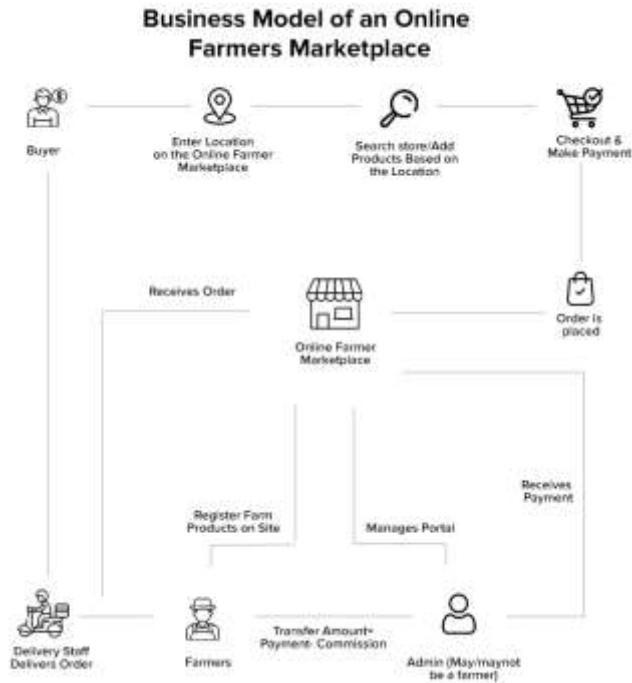 Business Model of an Online
Farmers Marketplace
Buyer
Enter Location
on the Online Farmer
Marketplace
Search store/Add
Products Based on
the Location
Checkout &
Make Payment
Receives Order
Online Farmer
Marketplace
Order is
placed
Receives
Payment
Register Farm
Products on Site
Manages Portal
Delivery Staff
Delivers Order
Farmers
Transfer Amount=
Payment- Commission
Admin (May/maynot
be a farmer)